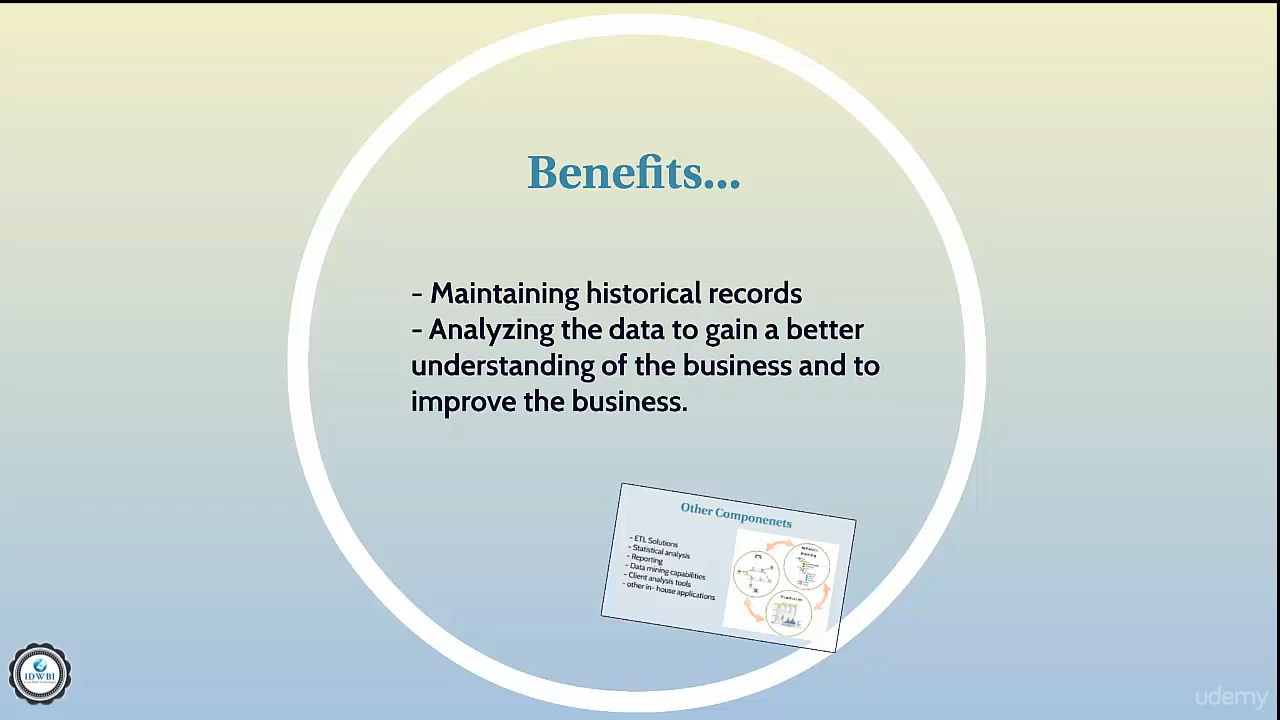 Benefits...
- Maintaining historical records
- Analyzing the data to gain a better
understanding of the business and to
improve the business.
Other Componenets
- ETL Solutions
- Statistical analysis
- Reporting
- Data mining capabilities
- Client analysis tools
- other in- house applications
IDWBI
udemy